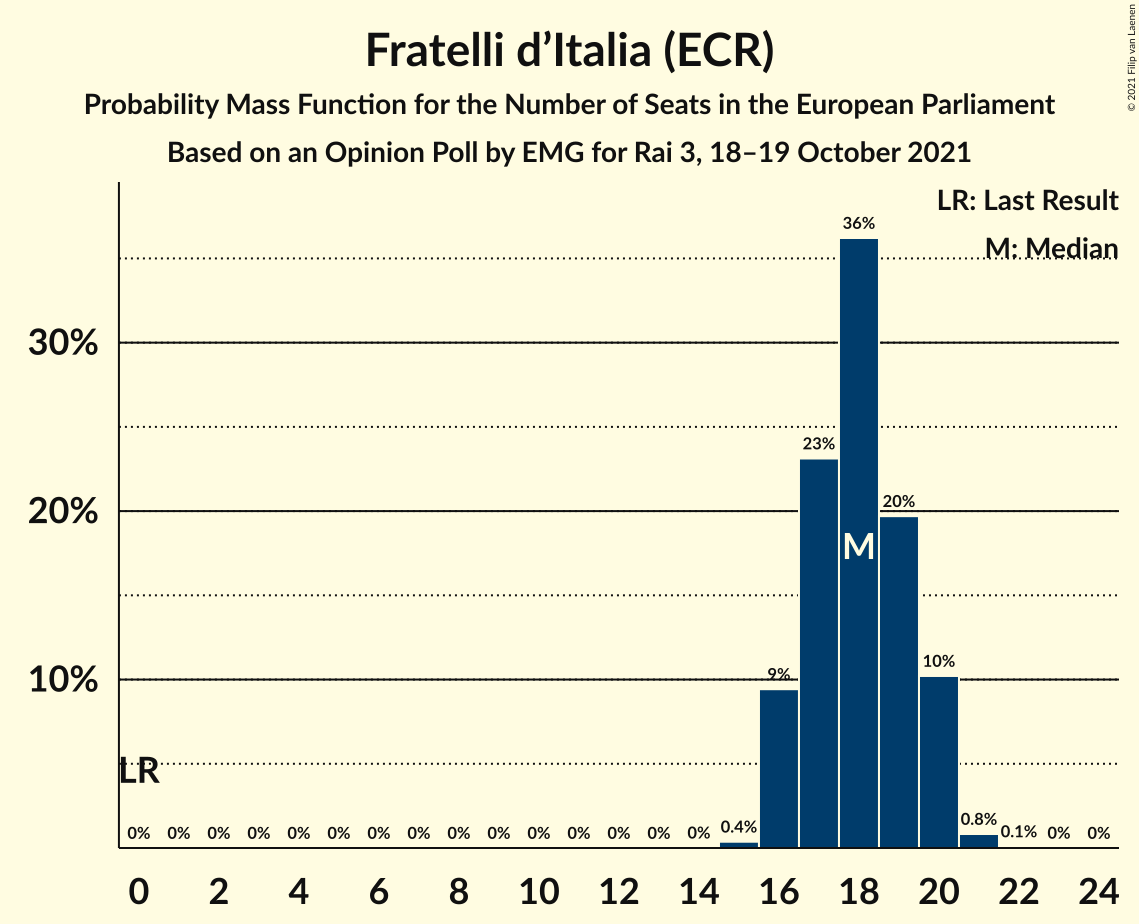 Fratelli d’Italia (ECR)
Probability Mass Function for the Number of Seats in the European Parliament
Based on an Opinion Poll by EMG for Rai 3, 18–19 October 2021
© 2021 Filip van Laenen
LR: Last Result
M: Median
36%
30%
23%
20%
20%
M
10%
9%
10%
LR
0% 0% 0% 0% 0% 0% 0% 0% 0% 0% 0% 0% 0% 0% 0% 0.4% 0.8% 0.1% 0% 0%
0 2 4 6 8 10 12 14 16 18 20 22 24